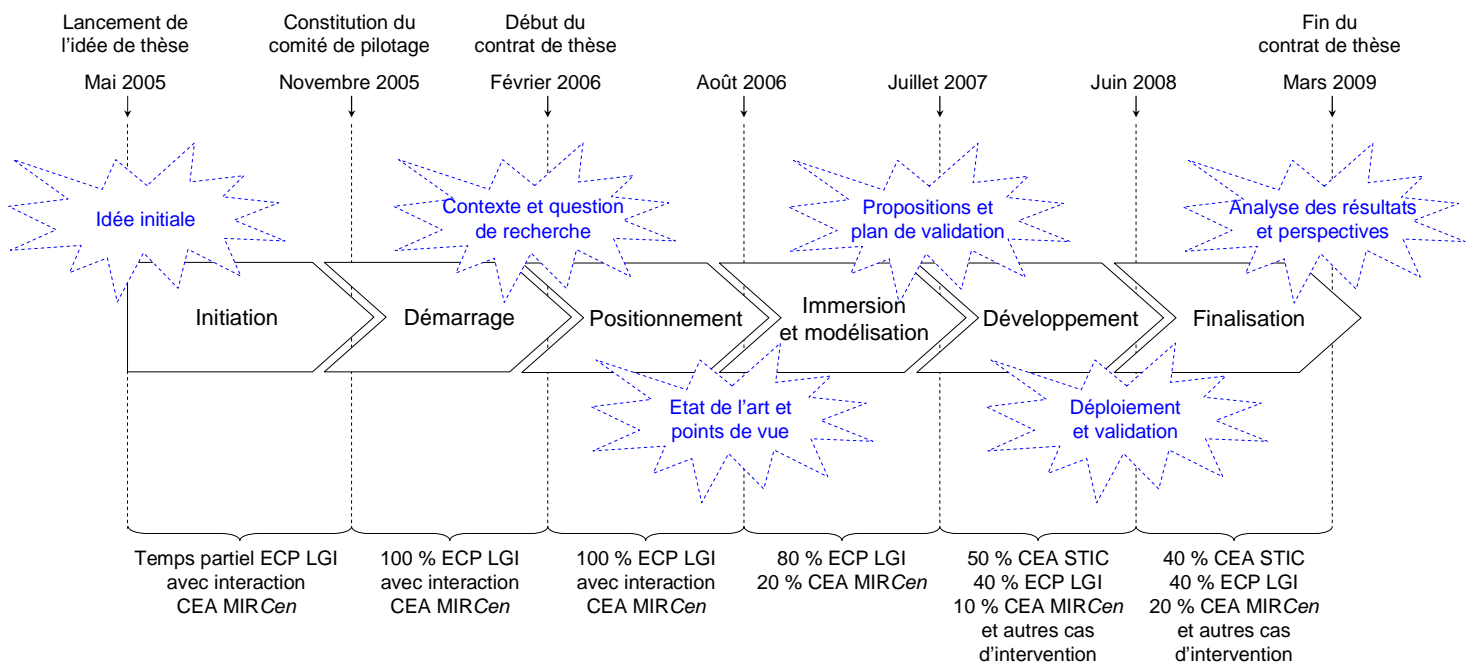 Lancement de
l'idée de thèse
Mai 2005
Constitution du
comité de pilotage
Novembre 2005
Début du
contrat de thèse
Février 2006
Août 2006
Juillet 2007
Juin 2008
Fin du
contrat de thèse
Mars 2009
Idée initiale
Contexte et question
de recherche
Propositions et
plan de validation
Analyse des résultats
et perspectives
Initiation
Démarrage
Positionnement
Immersion
et modélisation
Développement
Finalisation
Etat de l'art et
points de vue
Déploiement
et validation
Temps partiel ECP LGI
avec interaction
CEA MIRCen
100 % ECP LGI
avec interaction
CEA MIRCen
100 % ECP LGI
avec interaction
CEA MIRCen
80 % ECP LGI
20 % CEA MIRCen
50 % CEA STIC
40 % ECP LGI
10 % CEA MIRCen
et autres cas
d'intervention
40 % CEA STIC
40 % ECP LGI
20 % CEA MIRCen
et autres cas
d'intervention